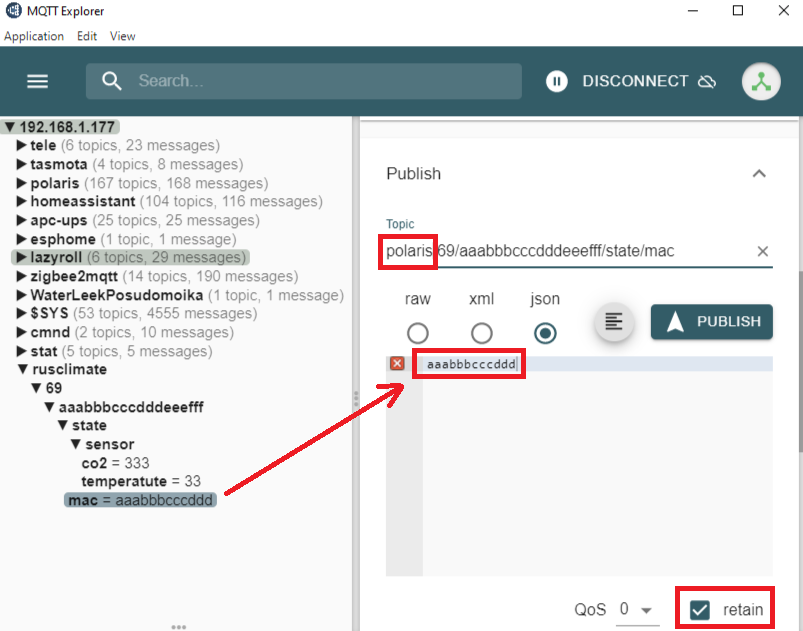 MQTT Explorer
Application Edit View
Search...
DISCONNECT
▼ 192.168.1.177
▶ tele (6 topics, 23 messages)
▶ tasmota (4 topics, 8 messages)
▶ polaris (167 topics, 168 messages)
▶ homeassistant (104 topics, 116 messages)
▶ apc-ups (25 topics, 25 messages)
▶ esphome (1 topic, 1 message)
▶ lazyroll (6 topics, 29 messages)
▶ zigbee2mqtt (14 topics, 190 messages)
▶ WaterLeekPosudomoika (1 topic, 1 message)
▶ $SYS (53 topics, 4555 messages)
▶ cmnd (2 topics, 10 messages)
▶ stat (5 topics, 5 messages)
▼ rusclimate
▼ 69
▼ aaabbbcccdddeeefff
▼ state
▼ sensor
co2 = 333
temperatute = 33
mac = aaabbbcccddd
Publish
Topic
polaris/69/aaabbbcccdddeeefff/state/mac
raw xml json
PUBLISH
aaabbbcccddd
QoS 0 retain